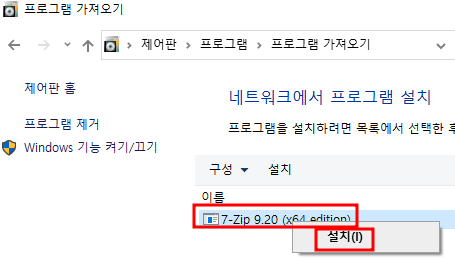 프로그램 가져오기
제어판 > 프로그램 > 프로그램 가져오기
제어판 홈
네트워크에서 프로그램 설치
프로그램 제거
프로그램을 설치하려면 목록에서 선택한 후
Windows 기능 켜기/끄기
구성 설치
이름
7-Zip 9.20 (x64 edition)
설치(I)